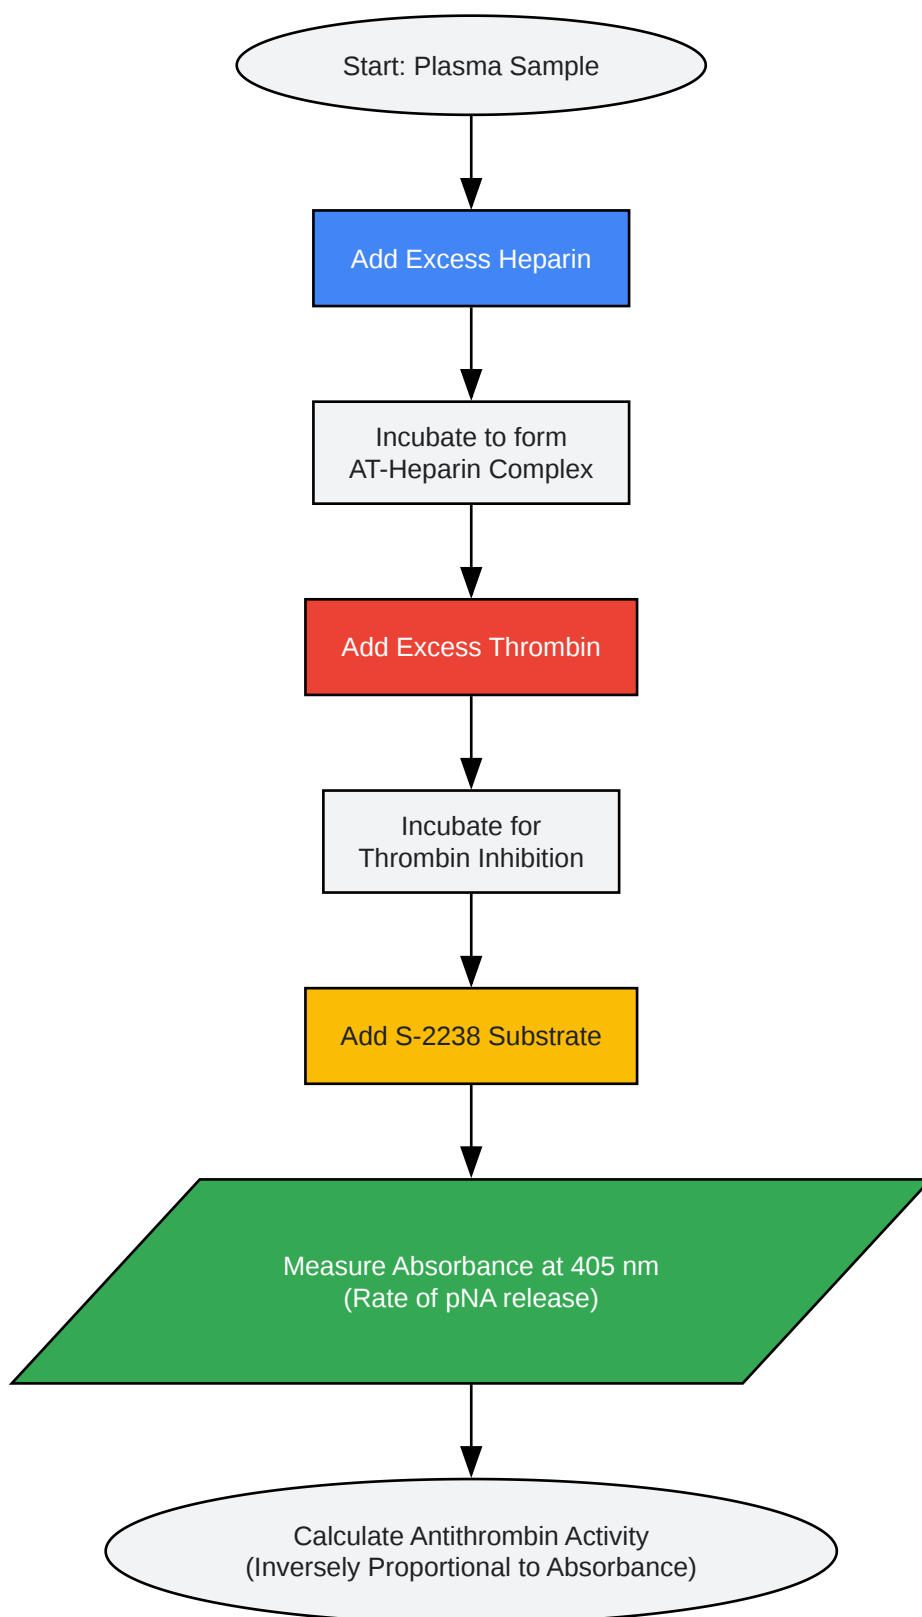 Start: Plasma Sample
Add Excess Heparin
Incubate to form
AT-Heparin Complex
Add Excess Thrombin
Incubate for
Thrombin Inhibition
Add S-2238 Substrate
Measure Absorbance at 405 nm
(Rate of pNA release)
Calculate Antithrombin Activity
(Inversely Proportional to Absorbance)